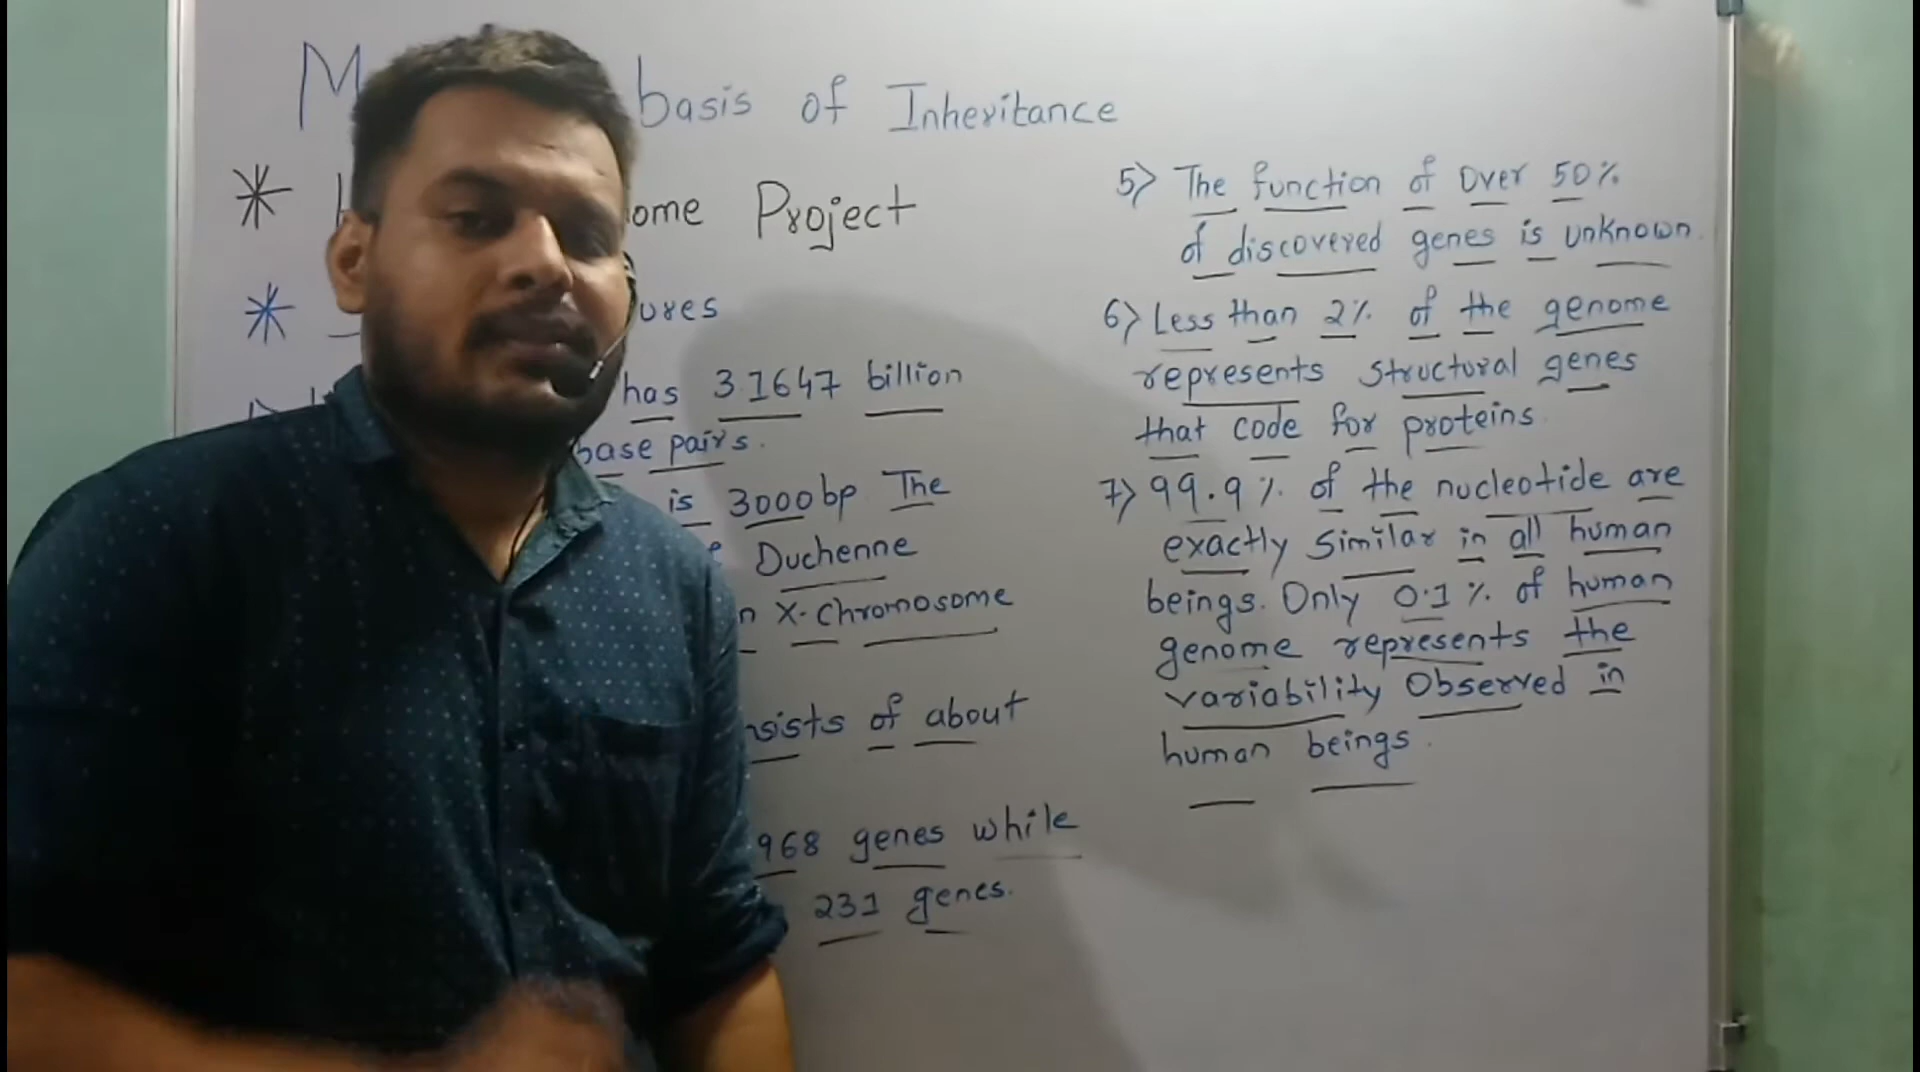 basis of Inheritance
* ome Project
* ures
has 3.1647 billion
base pairs.
is 3000bp The
Duchenne
n X-Chromosome
sists of about
968 genes while
231 genes.
5) The function of over 50%
of discovered genes is unknown.
6) Less than 2% of the genome
represents structural genes
that code for proteins.
7) 99.9% of the nucleotide are
exactly similar in all human
beings. Only 0.1% of human
genome represents the
variability Observed in
human beings.